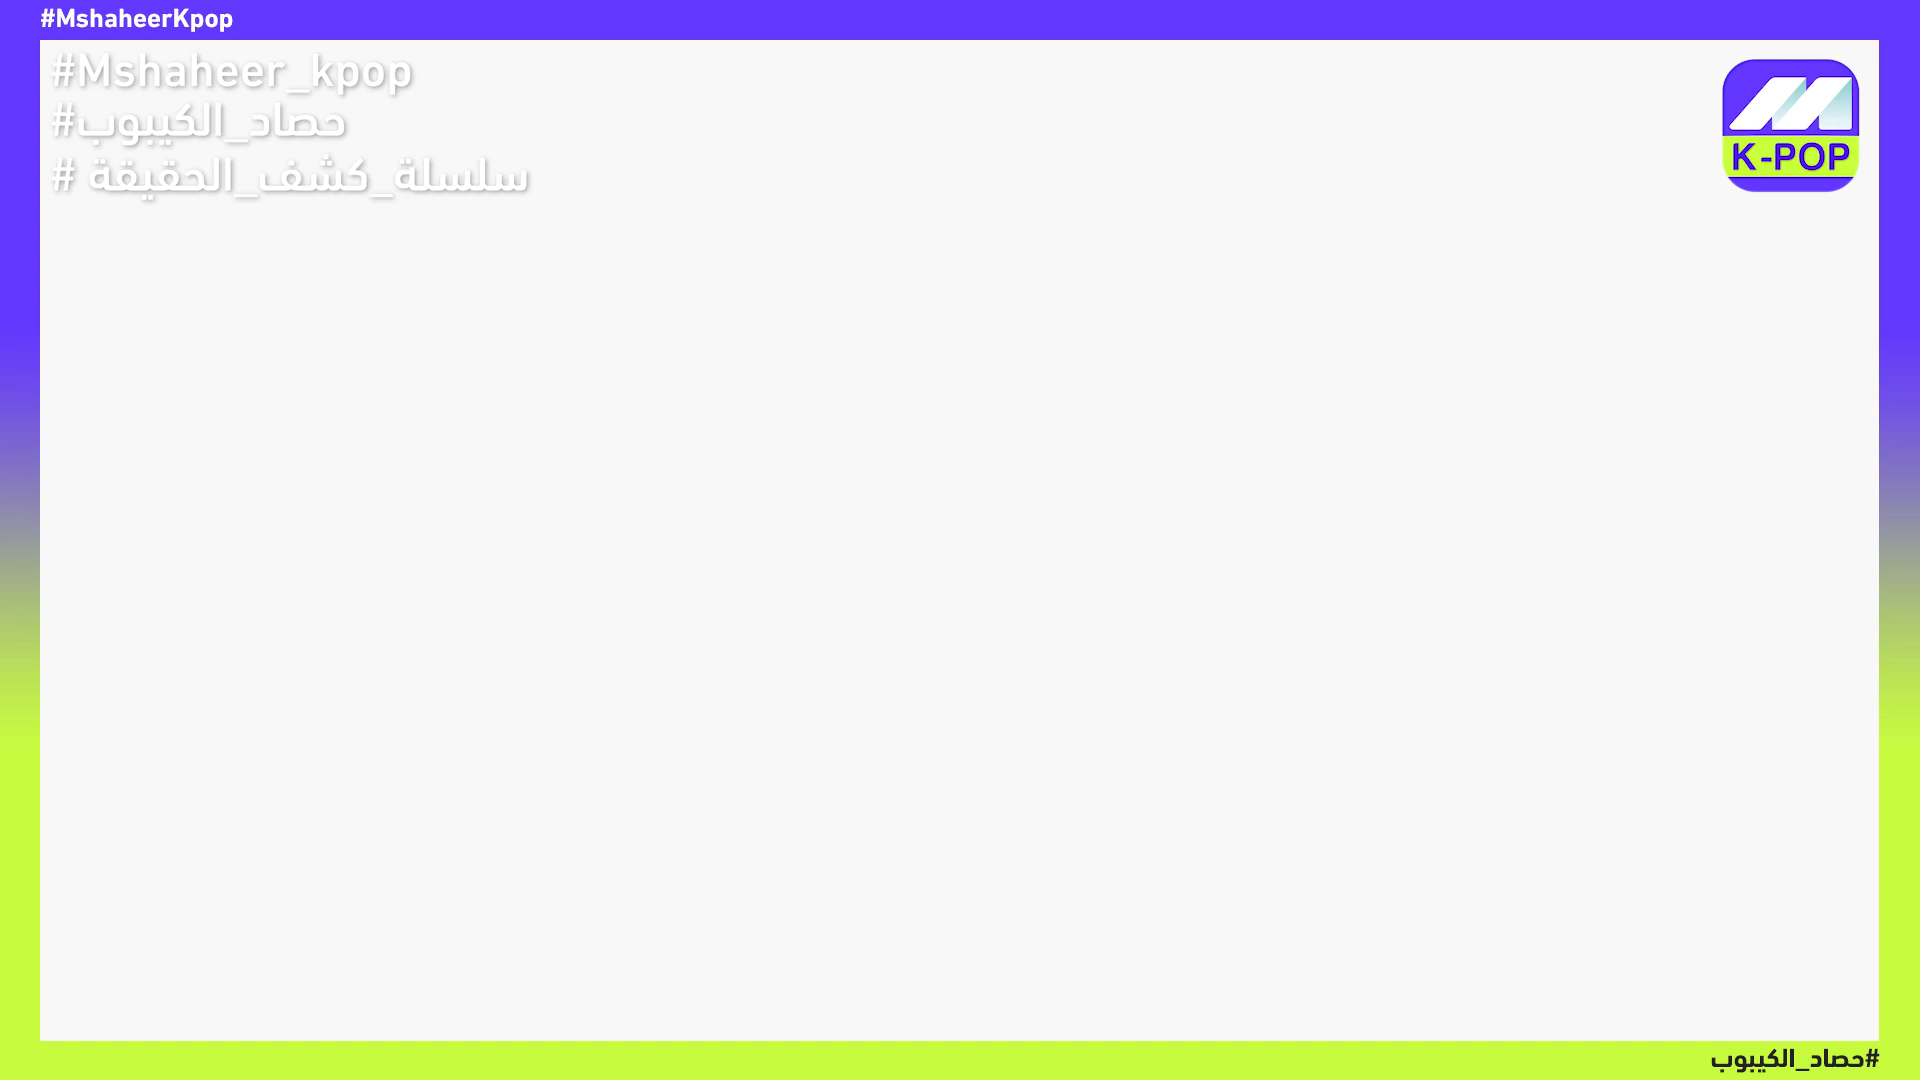 #MshaheerKpop
#Mshaheer_kpop
#حصاد_الكيبوب
# سلسلة_كشف_الحقيقة
K-POP
#حصاد_الكيبوب